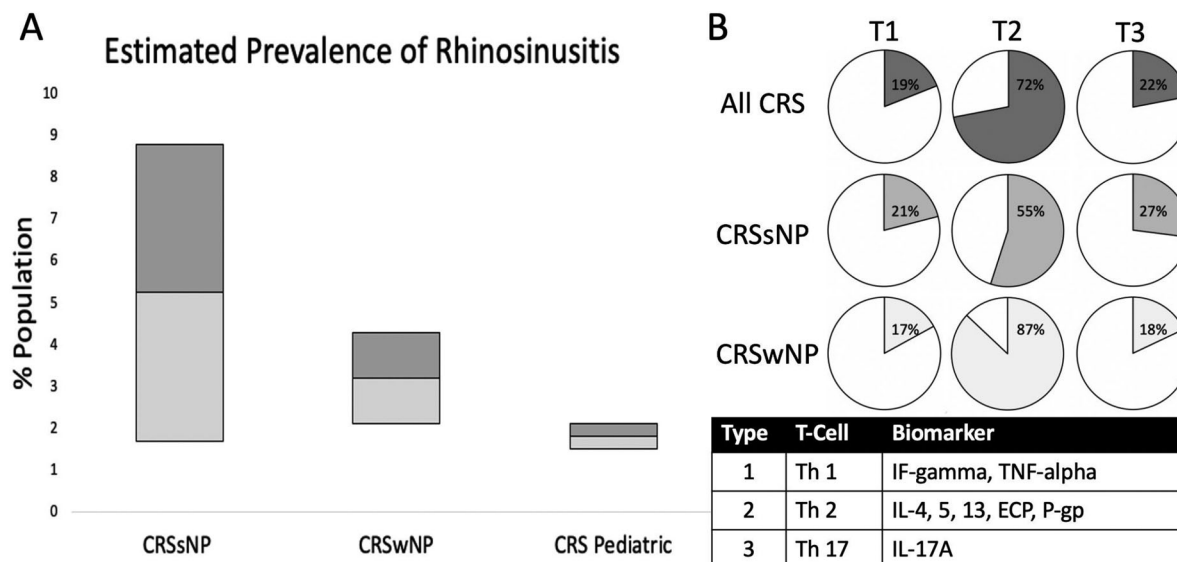 A
Estimated Prevalence of Rhinosinusitis
% Population
10
9
8
7
6
5
4
3
2
1
0
CRSsNP CRSwNP CRS Pediatric
B
T1 T2 T3
All CRS 19% 72% 22%
CRSsNP 21% 55% 27%
CRSwNP 17% 87% 18%
Type T-Cell Biomarker
1 Th 1 IF-gamma, TNF-alpha
2 Th 2 IL-4, 5, 13, ECP, P-gp
3 Th 17 IL-17A